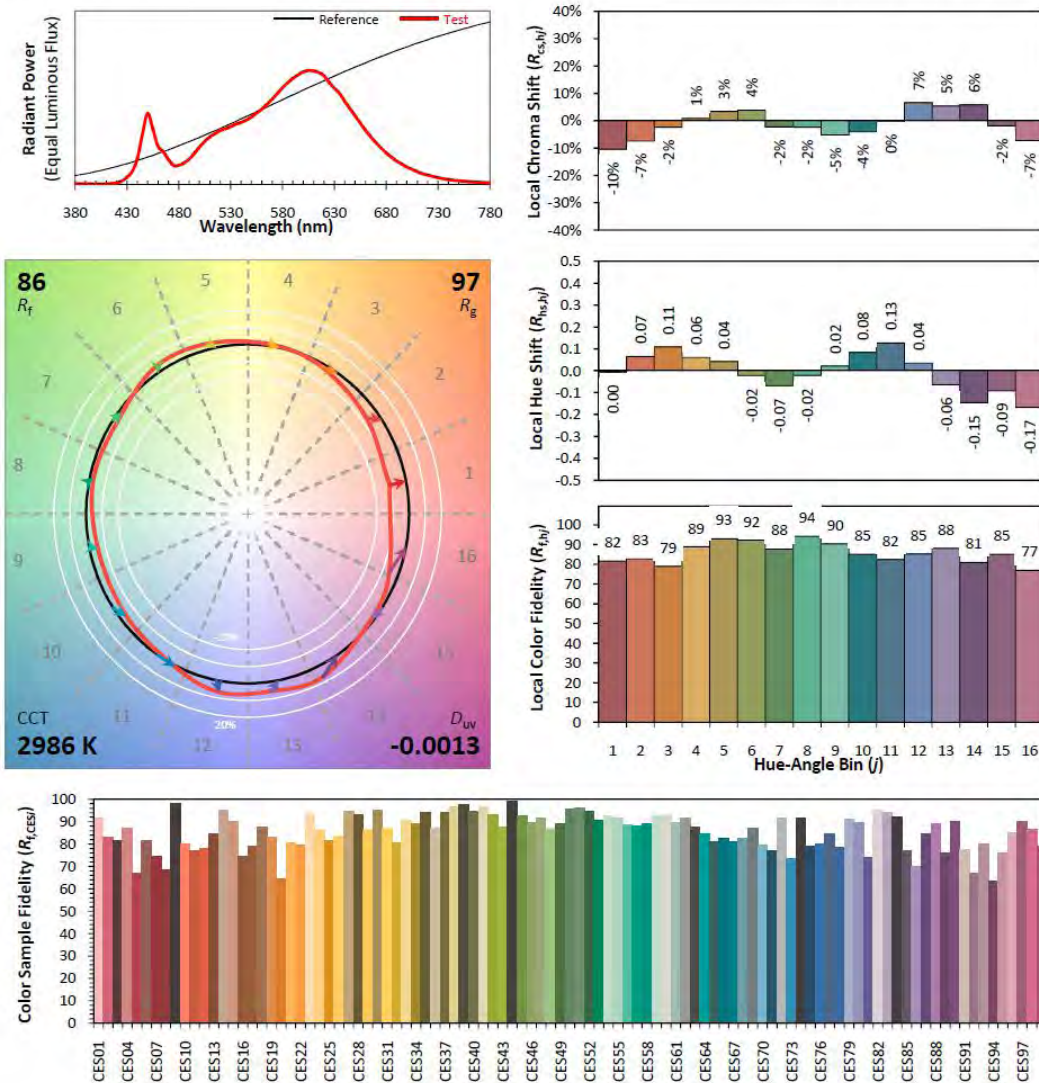 Reference Test
Radiant Power
(Equal Luminous Flux)
380 430 480 530 580 630 680 730 780
Wavelength (nm)
Local Chroma Shift (Rcs,hj)
40%
30%
20%
10%
0%
-10%
-20%
-30%
-40%
-10% -7% -2% 1% 3% 4% -2% -2% -5% -4% 0% 7% 5% 6% -2% -7%
86
Rf
97
Rg
5 4
6 3
7 2
8 1
9 16
10 15
11
12 13
20%
CCT
2986 K
Duv
-0.0013
Local Hue Shift (Rhs,hj)
0.5
0.4
0.3
0.2
0.1
0.0
-0.1
-0.2
-0.3
-0.4
-0.5
0.00 0.07 0.11 0.06 0.04 -0.02 -0.07 -0.02 0.02 0.08 0.13 0.04 -0.06 -0.15 -0.09 -0.17
Local Color Fidelity (Rf,hj)
100
90
80
70
60
50
40
30
20
10
0
82 83 79 89 93 92 88 94 90 85 82 85 88 81 85 77
1 2 3 4 5 6 7 8 9 10 11 12 13 14 15 16
Hue-Angle Bin (j)
Color Sample Fidelity (Rf,CESi
100
90
80
70
60
50
40
30
20
10
0
CES01 CES04 CES07 CES10 CES13 CES16 CES19 CES22 CES25 CES28 CES31 CES34 CES37 CES40 CES43 CES46 CES49 CES52 CES55 CES58 CES61 CES64 CES67 CES70 CES73 CES76 CES79 CES82 CES85 CES88 CES91 CES94 CES97